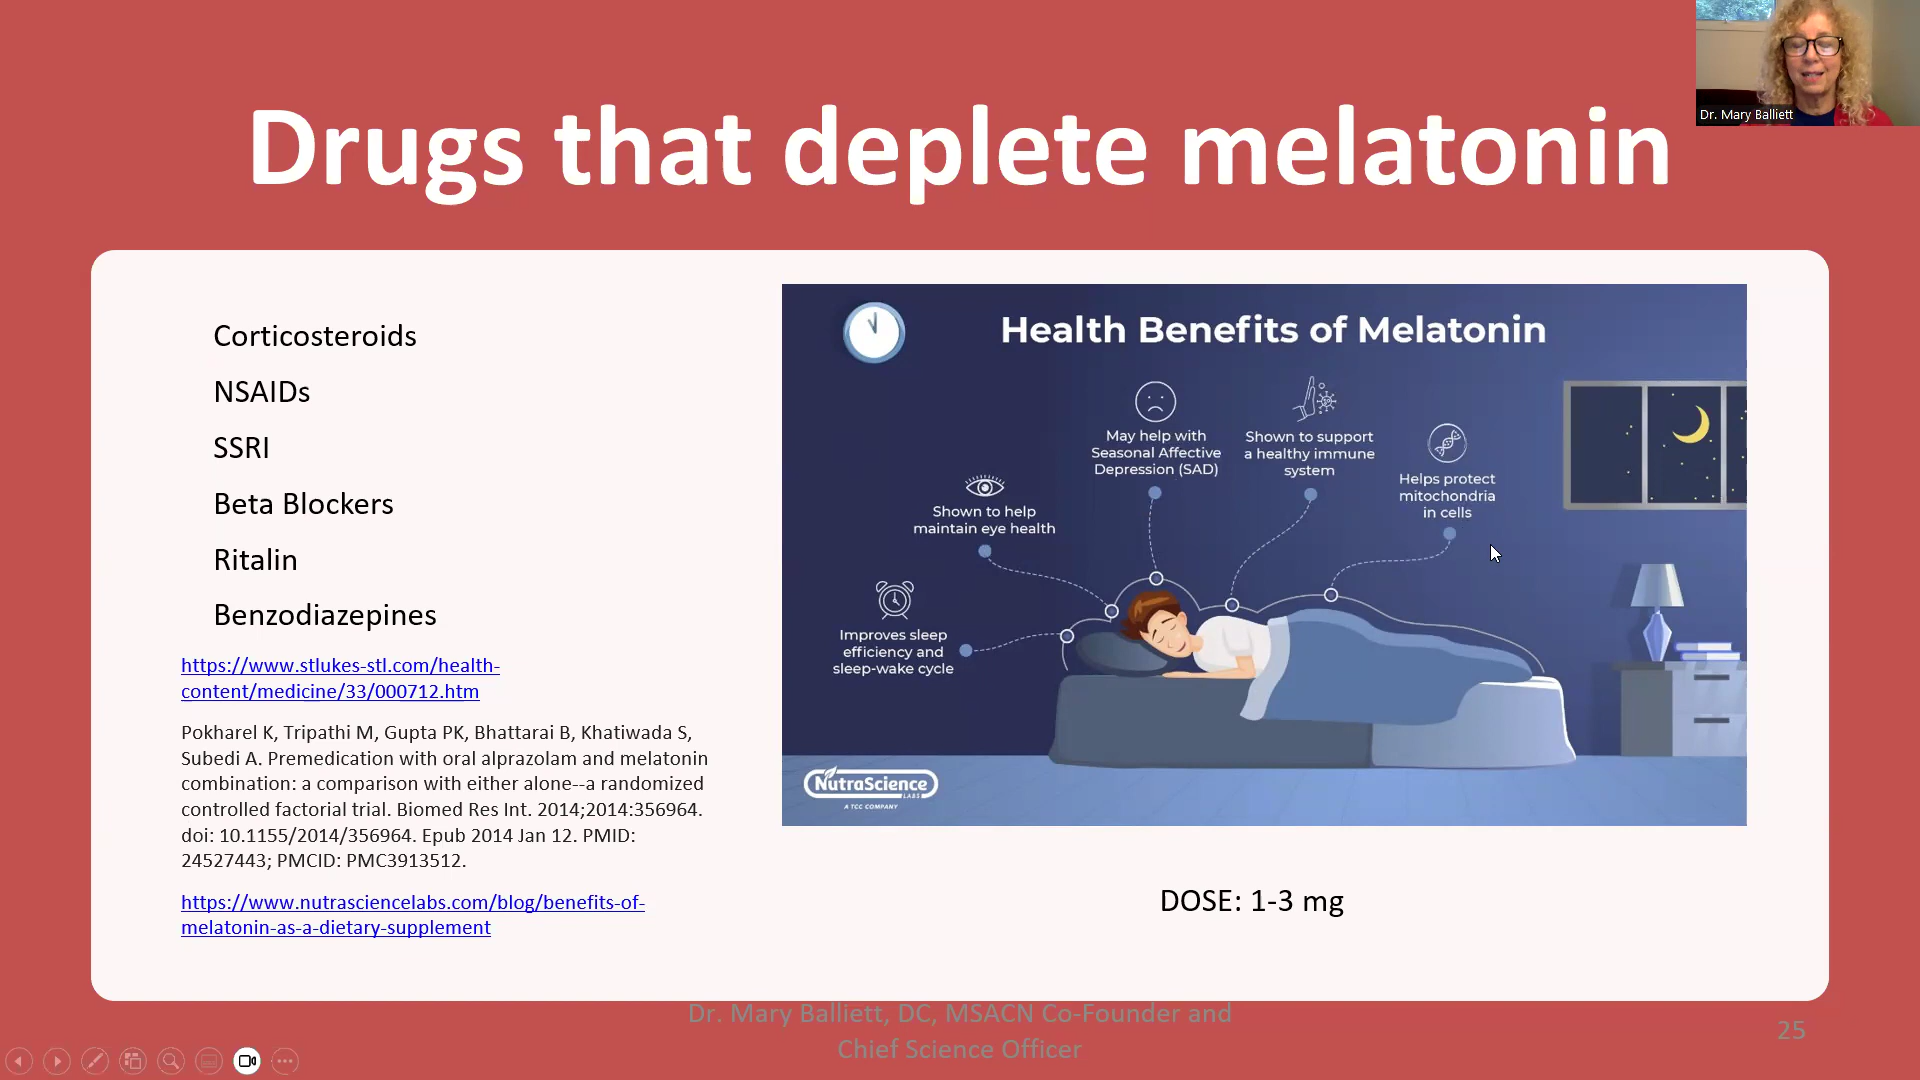 Dr. Mary Balliett
Drugs that deplete melatonin
Corticosteroids
NSAIDs
SSRI
Beta Blockers
Ritalin
Benzodiazepines
https://www.stlukes-stl.com/health-
content/medicine/33/000712.htm
Pokharel K, Tripathi M, Gupta PK, Bhattarai B, Khatiwada S,
Subedi A. Premedication with oral alprazolam and melatonin
combination: a comparison with either alone--a randomized
controlled factorial trial. Biomed Res Int. 2014;2014:356964.
doi: 10.1155/2014/356964. Epub 2014 Jan 12. PMID:
24527443; PMCID: PMC3913512.
https://www.nutrasciencelabs.com/blog/benefits-of-
melatonin-as-a-dietary-supplement
Health Benefits of Melatonin
May help with
Seasonal Affective
Depression (SAD)
Shown to support
a healthy immune
system
Helps protect
mitochondria
in cells
Shown to help
maintain eye health
Improves sleep
efficiency and
sleep-wake cycle
NutraScience
LABS
A TCC COMPANY
DOSE: 1-3 mg
Dr. Mary Balliett, DC, MSACN Co-Founder and
Chief Science Officer
25